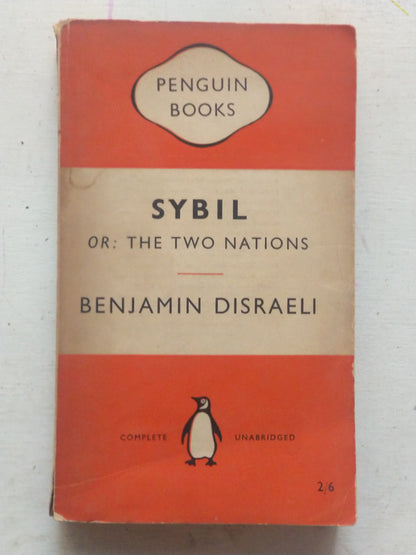 PENGUIN
BOOKS
SYBIL
OR: THE TWO NATIONS
BENJAMIN DISRAELI
COMPLETE UNABRIDGED
2/6